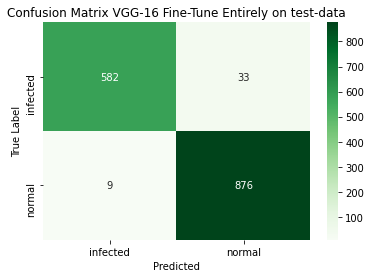 Confusion Matrix VGG-16 Fine-Tune Entirely on test-data
True Label
infected
582
33
normal
9
876
infected
normal
Predicted
800
700
600
500
400
300
200
100